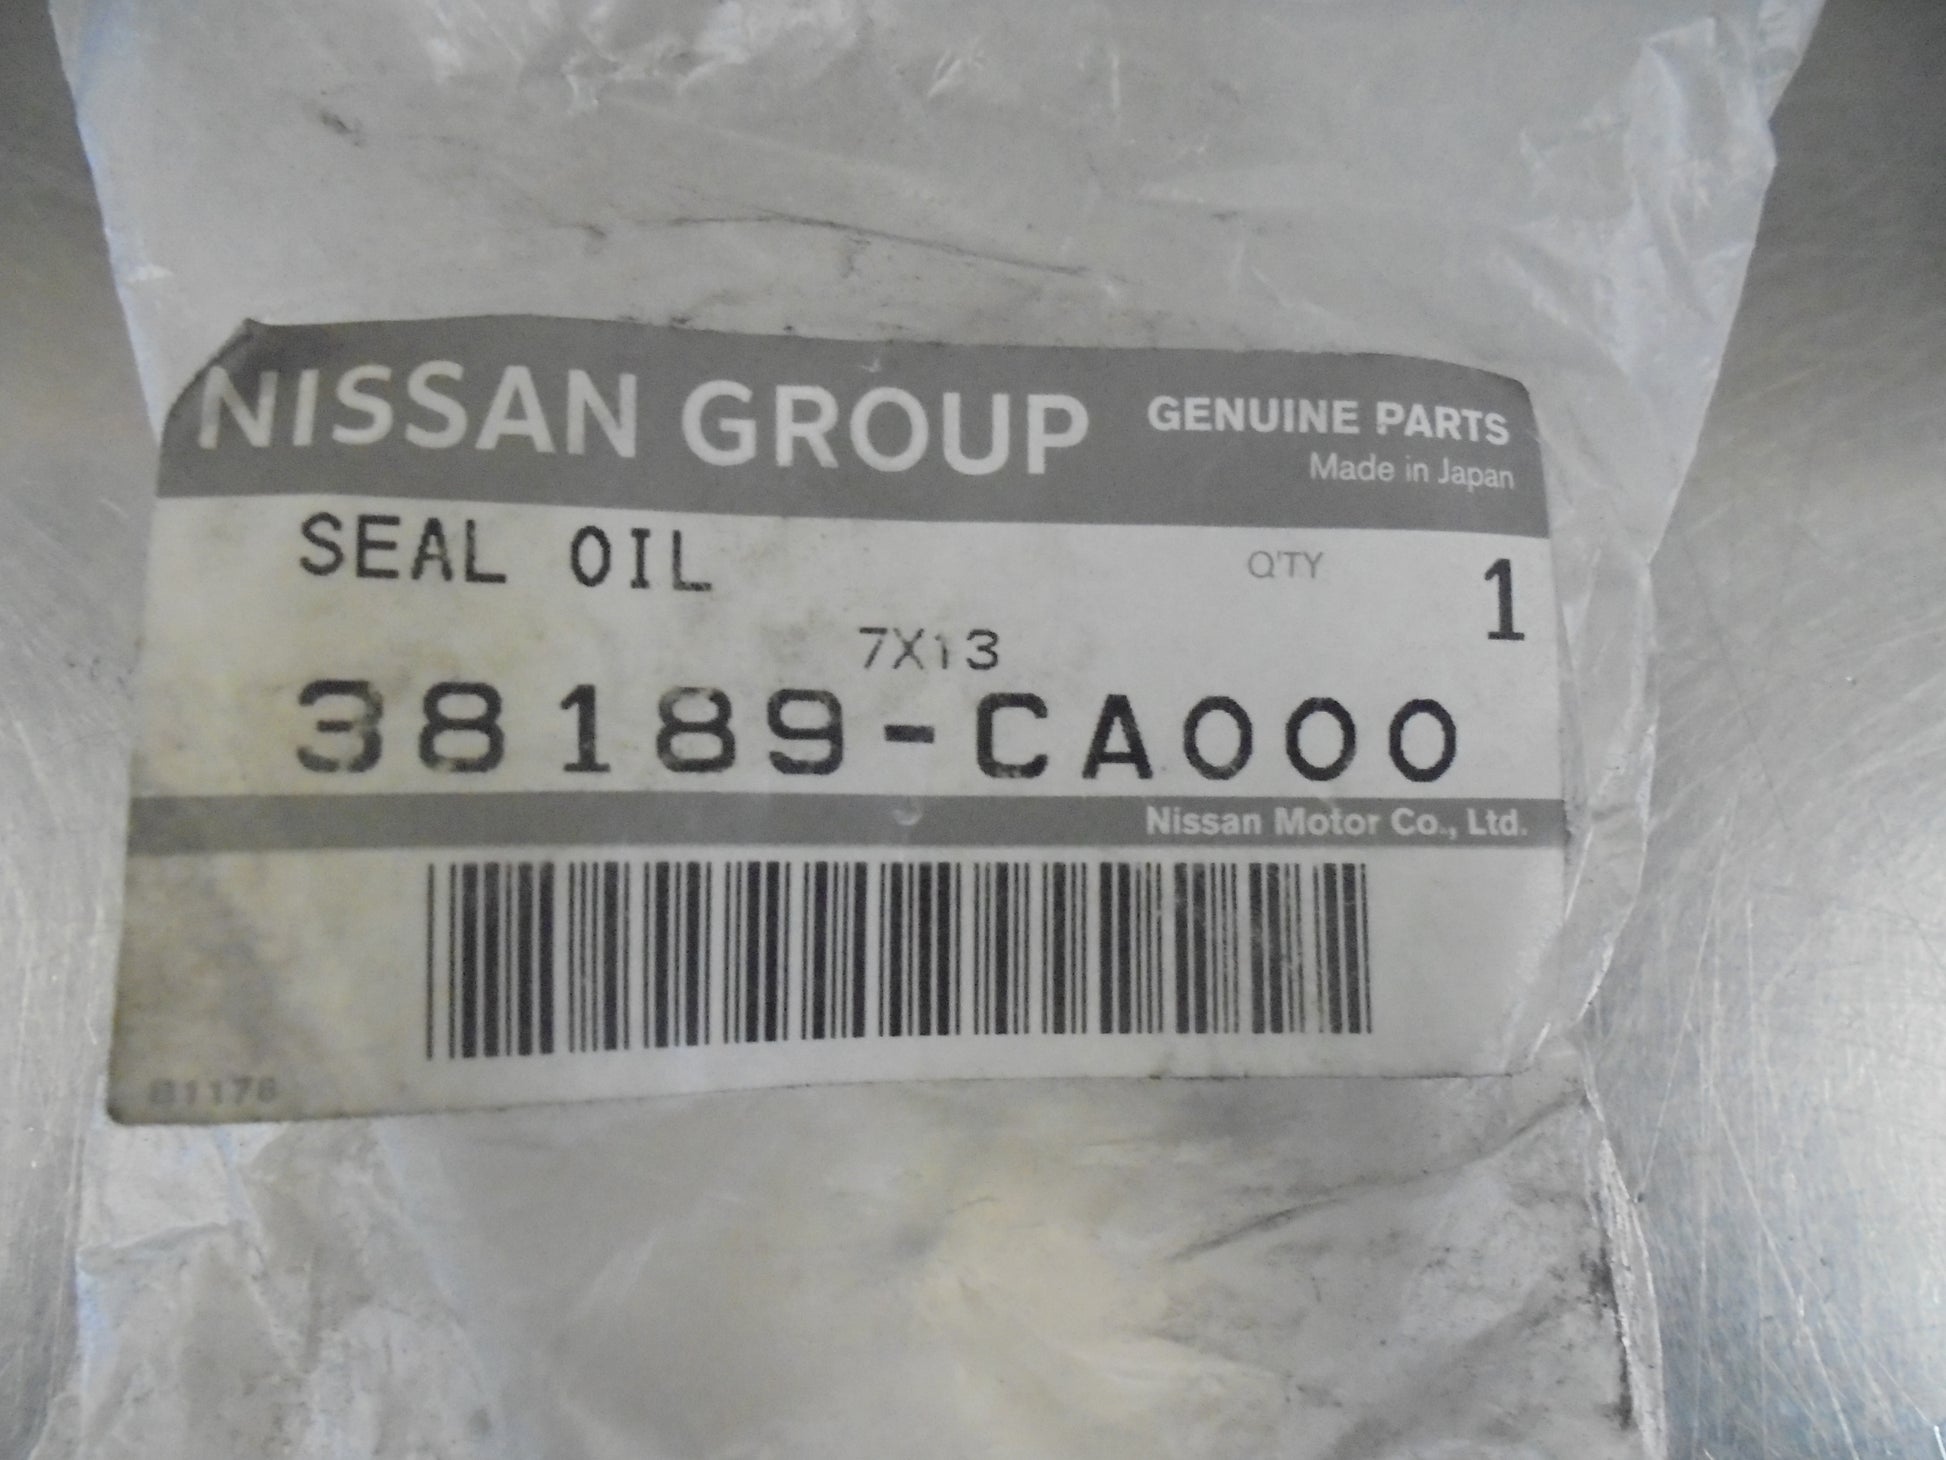 NISSAN GROUP GENUINE PARTS
Made in Japan
SEAL OIL Q'TY 1
7X13
38189-CA000
Nissan Motor Co., Ltd.
B1176